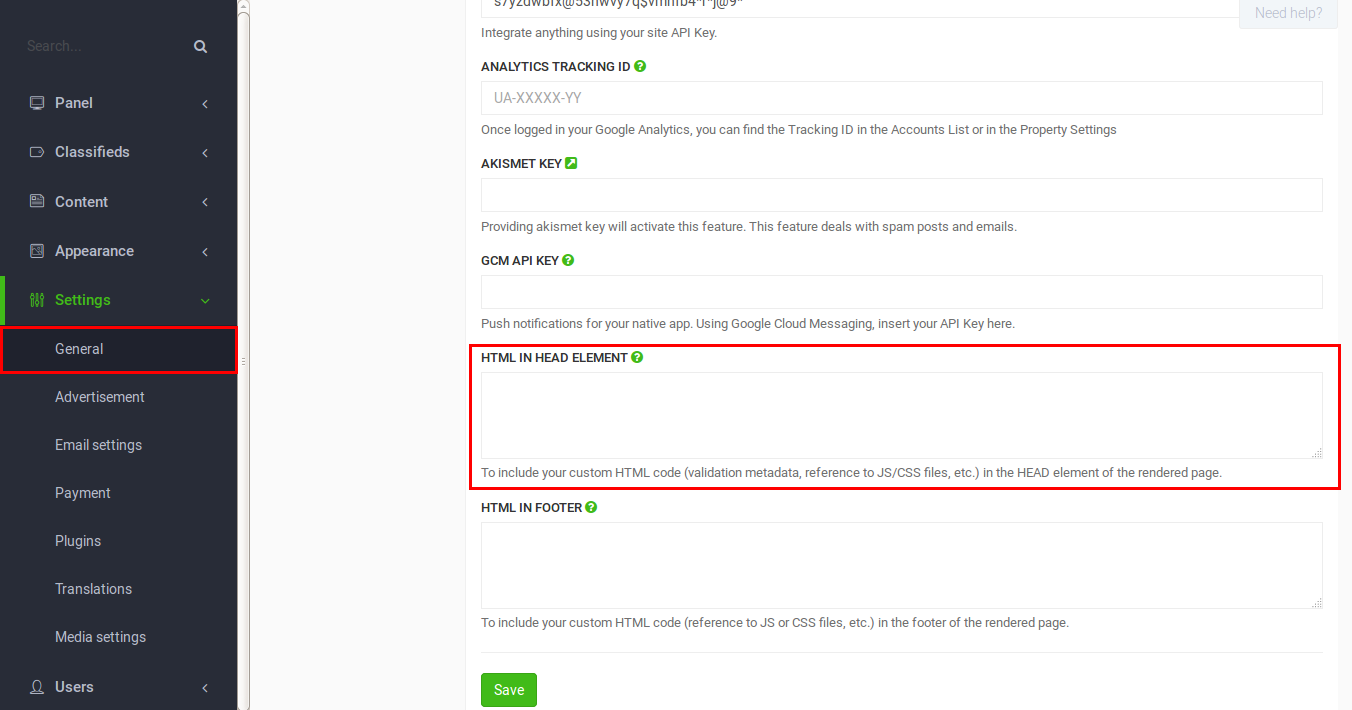 Search...
Panel
Classifieds
Content
Appearance
Settings
General
Advertisement
Email settings
Payment
Plugins
Translations
Media settings
Users
Need help?
Integrate anything using your site API Key.
ANALYTICS TRACKING ID
UA-XXXXX-YY
Once logged in your Google Analytics, you can find the Tracking ID in the Accounts List or in the Property Settings
AKISMET KEY
Providing akismet key will activate this feature. This feature deals with spam posts and emails.
GCM API KEY
Push notifications for your native app. Using Google Cloud Messaging, insert your API Key here.
HTML IN HEAD ELEMENT
To include your custom HTML code (validation metadata, reference to JS/CSS files, etc.) in the HEAD element of the rendered page.
HTML IN FOOTER
To include your custom HTML code (reference to JS or CSS files, etc.) in the footer of the rendered page.
Save